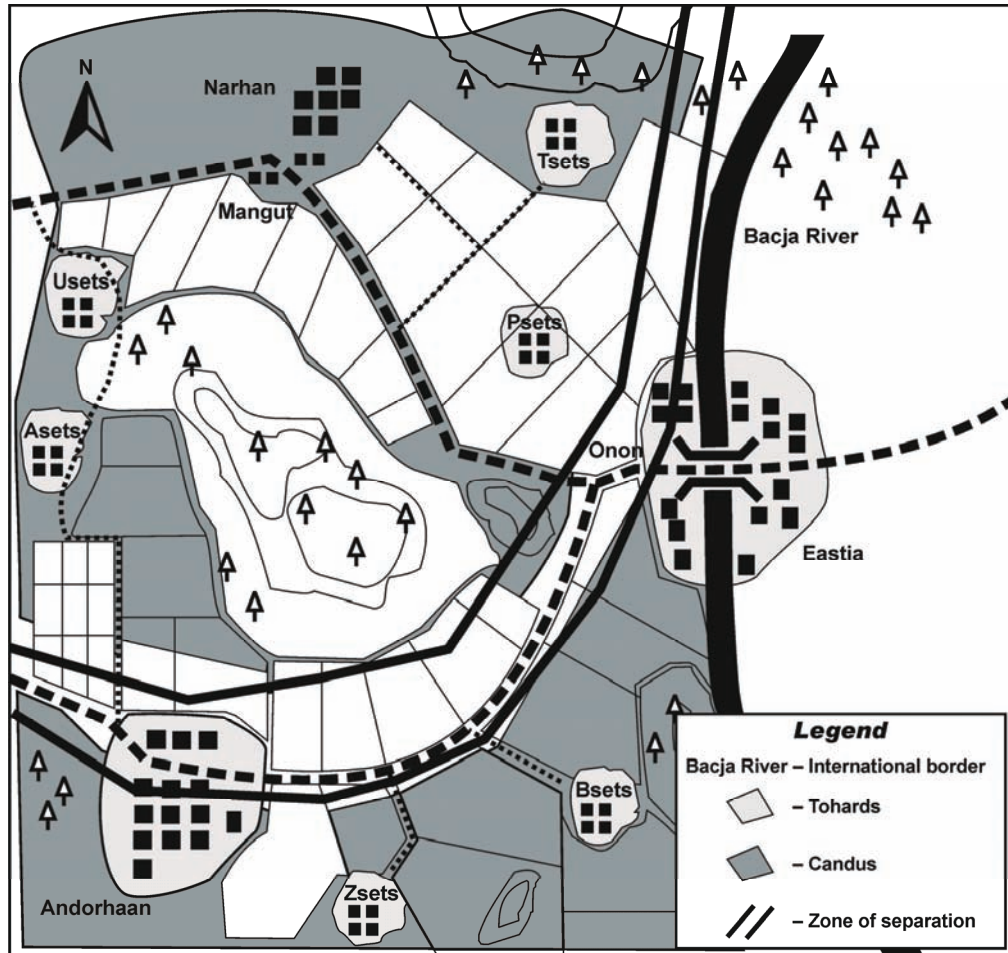 N
Narhan
Tsets
Mangut
Bacja River
Usets
Psets
Asets
Onon
Eastia
Legend
Bacja River – International border
– Tohards
Bsets
– Candus
Zsets
Andorhaan
– Zone of separation